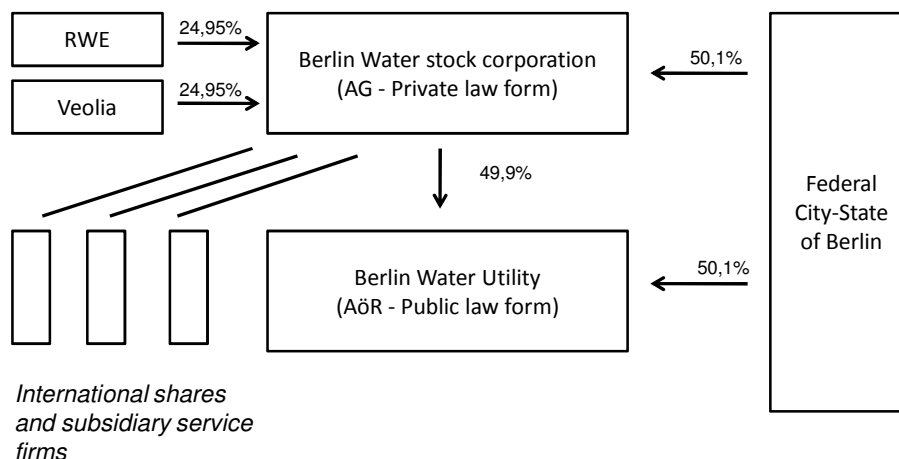 RWE
24,95%
Veolia
24,95%
Berlin Water stock corporation
(AG - Private law form)
50,1%
49,9%
Federal
City-State
of Berlin
Berlin Water Utility
(AöR - Public law form)
50,1%
International shares
and subsidiary service
firms